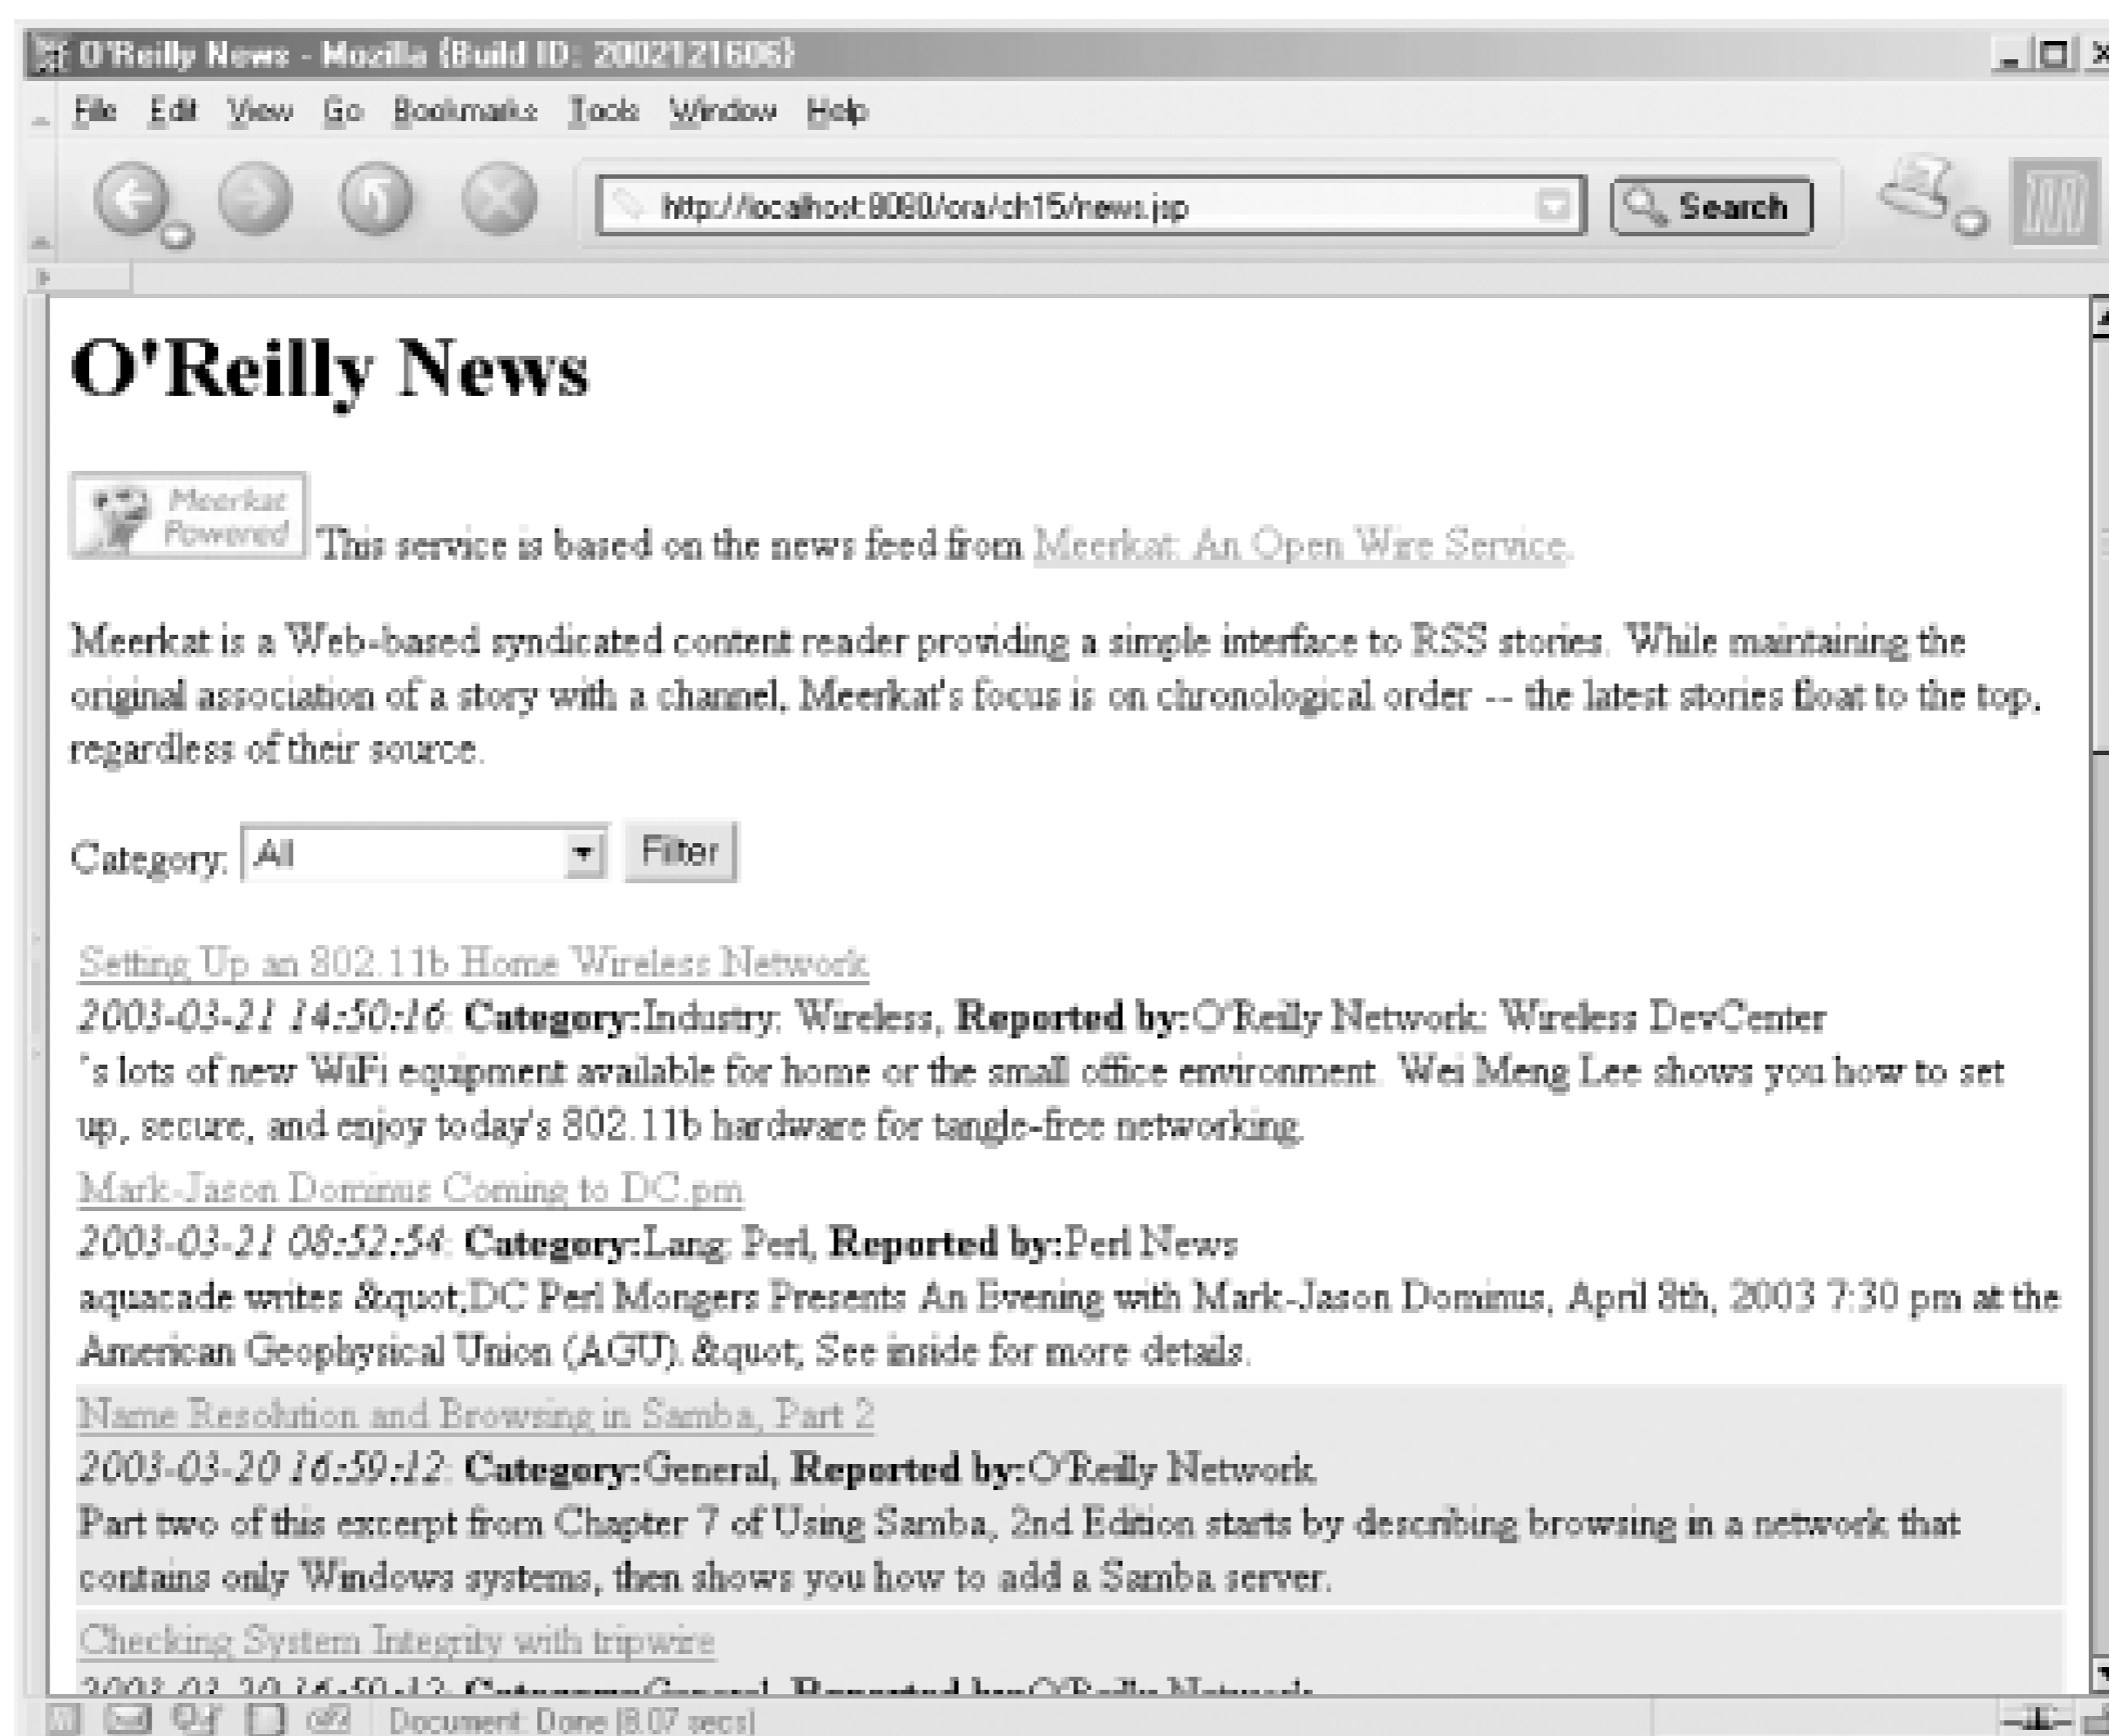 O'Reilly News - Mozilla {Build ID: 2002121606}
File Edit View Go Bookmarks Tools Window Help
http://localhost:8080/ora/ch15/news.jsp Search
O'Reilly News
Meerkat
Powered
This service is based on the news feed from Meerkat: An Open Wire Service.
Meerkat is a Web-based syndicated content reader providing a simple interface to RSS stories. While maintaining the
original association of a story with a channel, Meerkat's focus is on chronological order -- the latest stories float to the top,
regardless of their source.
Category: All Filter
Setting Up an 802.11b Home Wireless Network
2003-03-21 14:50:16: Category:Industry: Wireless, Reported by:O'Reilly Network: Wireless DevCenter
's lots of new WiFi equipment available for home or the small office environment. Wei Meng Lee shows you how to set
up, secure, and enjoy today's 802.11b hardware for tangle-free networking.
Mark-Jason Dominus Coming to DC.pm
2003-03-21 08:52:54: Category:Lang: Perl, Reported by:Perl News
aquacade writes &quot;DC Perl Mongers Presents An Evening with Mark-Jason Dominus, April 8th, 2003 7:30 pm at the
American Geophysical Union (AGU). &quot; See inside for more details.
Name Resolution and Browsing in Samba, Part 2
2003-03-20 16:59:12: Category:General, Reported by:O'Reilly Network
Part two of this excerpt from Chapter 7 of Using Samba, 2nd Edition starts by describing browsing in a network that
contains only Windows systems, then shows you how to add a Samba server.
Checking System Integrity with tripwire
2003-03-20 16:59:12: Category:General, Reported by:O'Reilly Network
Document: Done (8.07 secs)